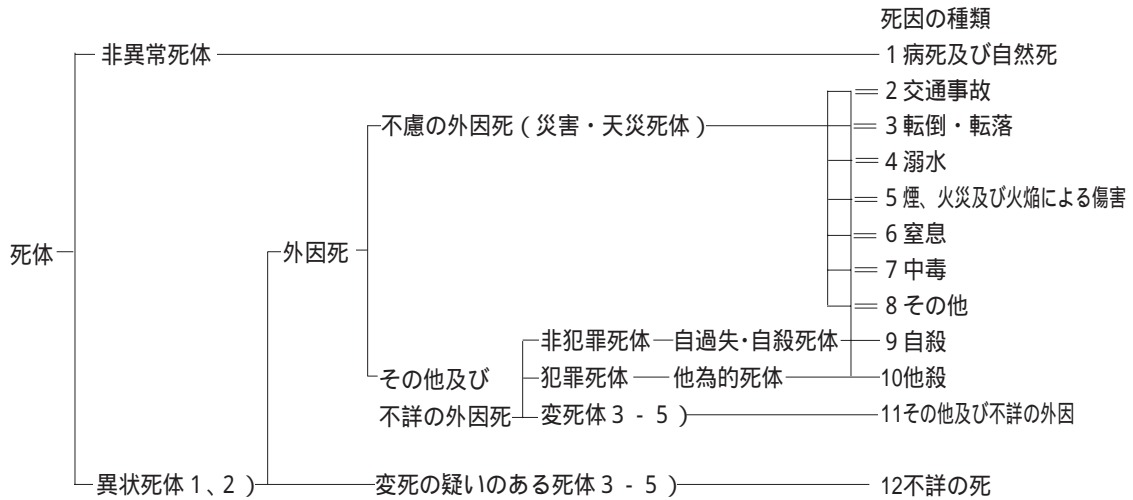 死因の種類
非異常死体 1 病死及び自然死
2 交通事故
不慮の外因死 ( 災害・天災死体 ) 3 転倒・転落
4 溺水
5 煙、火災及び火焔による傷害
死体 外因死 6 窒息
7 中毒
8 その他
非犯罪死体 自過失・自殺死体 9 自殺
その他及び 犯罪死体 他為的死体 10他殺
不詳の外因死 変死体 3 - 5 ) 11その他及び不詳の外因
異状死体 1 、2 ) 変死の疑いのある死体 3 - 5 ) 12不詳の死